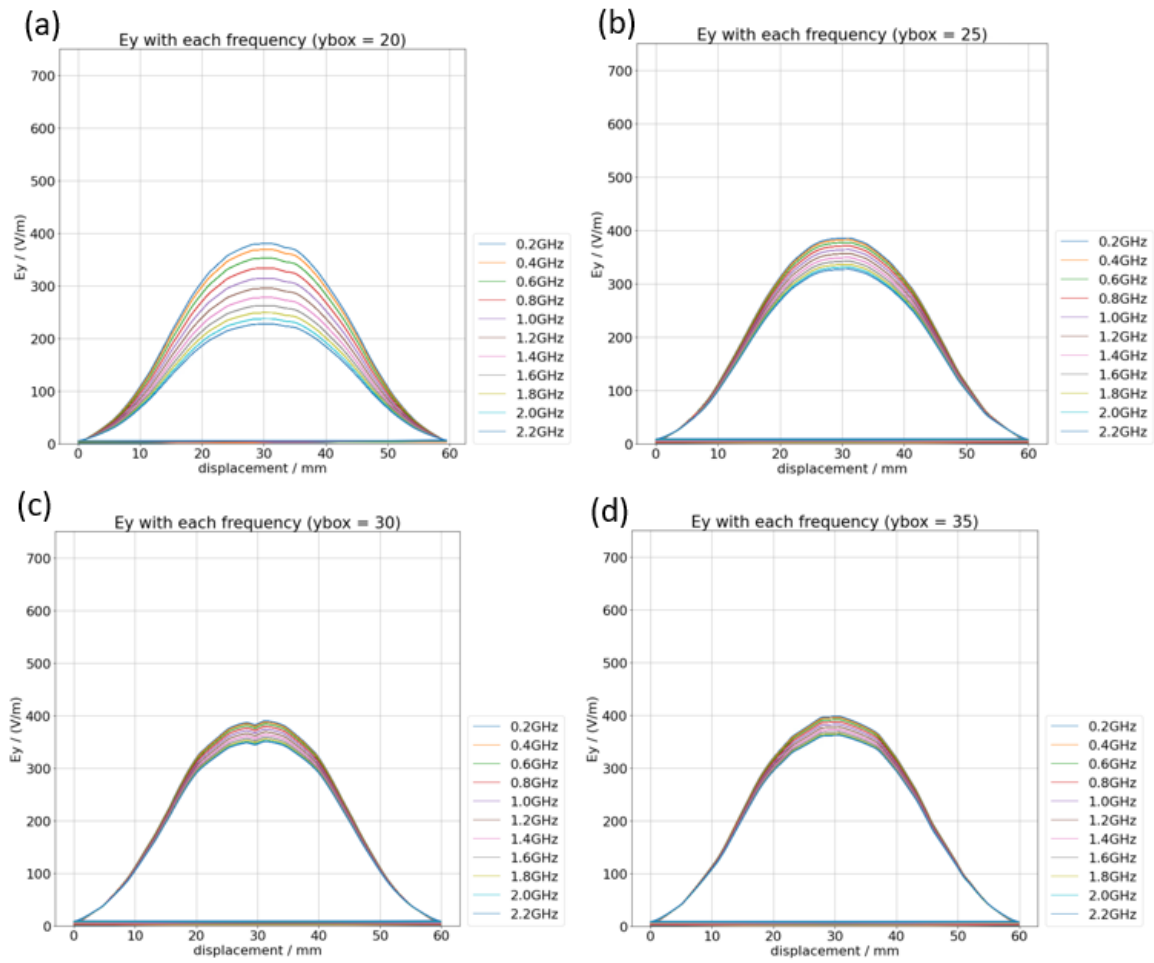 (a)
Ey with each frequency (ybox = 20)
700
600
500
400
300
200
100
0
Ey / (V/m)
0 10 20 30 40 50 60
displacement / mm
0.2GHz
0.4GHz
0.6GHz
0.8GHz
1.0GHz
1.2GHz
1.4GHz
1.6GHz
1.8GHz
2.0GHz
2.2GHz
(b)
Ey with each frequency (ybox = 25)
700
600
500
400
300
200
100
0
Ey / (V/m)
0 10 20 30 40 50 60
displacement / mm
0.2GHz
0.4GHz
0.6GHz
0.8GHz
1.0GHz
1.2GHz
1.4GHz
1.6GHz
1.8GHz
2.0GHz
2.2GHz
(c)
Ey with each frequency (ybox = 30)
700
600
500
400
300
200
100
0
Ey / (V/m)
0 10 20 30 40 50 60
displacement / mm
0.2GHz
0.4GHz
0.6GHz
0.8GHz
1.0GHz
1.2GHz
1.4GHz
1.6GHz
1.8GHz
2.0GHz
2.2GHz
(d)
Ey with each frequency (ybox = 35)
700
600
500
400
300
200
100
0
Ey / (V/m)
0 10 20 30 40 50 60
displacement / mm
0.2GHz
0.4GHz
0.6GHz
0.8GHz
1.0GHz
1.2GHz
1.4GHz
1.6GHz
1.8GHz
2.0GHz
2.2GHz